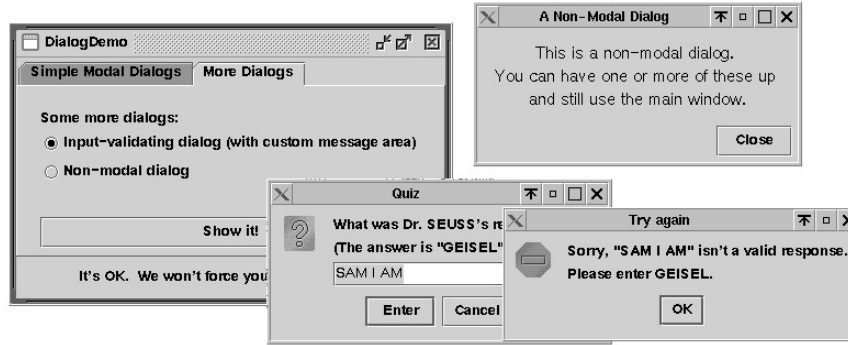 DialogDemo
Simple Modal Dialogs
More Dialogs
Some more dialogs:
Input-validating dialog (with custom message area)
Non-modal dialog
Show it!
It's OK. We won't force you
A Non-Modal Dialog
This is a non-modal dialog.
You can have one or more of these up
and still use the main window.
Close
Quiz
What was Dr. SEUSS's
(The answer is "GEISEL"
SAM I AM
Enter
Cancel
Try again
Sorry, "SAM I AM" isn't a valid response.
Please enter GEISEL.
OK